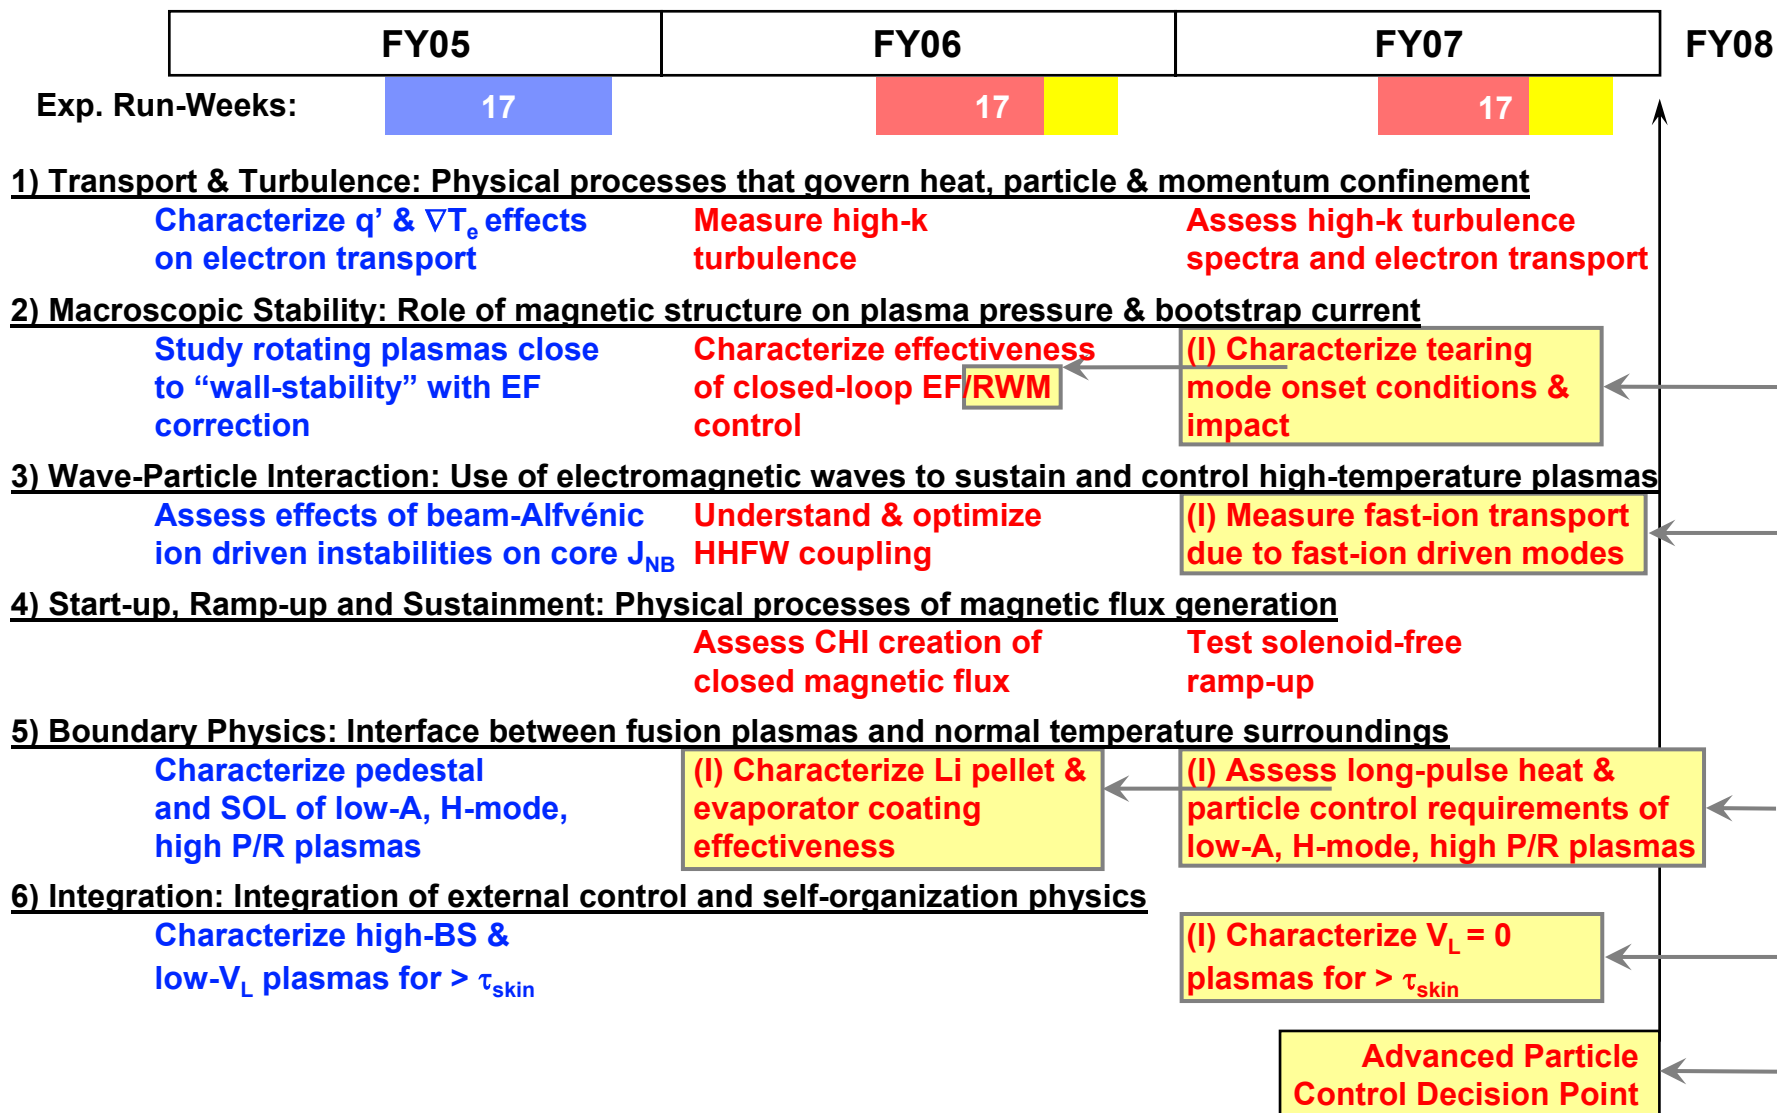 FY05 FY06 FY07 FY08
Exp. Run-Weeks: 17 17 17
1) Transport & Turbulence: Physical processes that govern heat, particle & momentum confinement
Characterize q’ & ∇Te effects
on electron transport
Measure high-k
turbulence
Assess high-k turbulence
spectra and electron transport
2) Macroscopic Stability: Role of magnetic structure on plasma pressure & bootstrap current
Study rotating plasmas close
to “wall-stability” with EF
correction
Characterize effectiveness
of closed-loop EF/RWM
control
(I) Characterize tearing
mode onset conditions &
impact
3) Wave-Particle Interaction: Use of electromagnetic waves to sustain and control high-temperature plasmas
Assess effects of beam-Alfvénic
ion driven instabilities on core JNB
Understand & optimize
HHFW coupling
(I) Measure fast-ion transport
due to fast-ion driven modes
4) Start-up, Ramp-up and Sustainment: Physical processes of magnetic flux generation
Assess CHI creation of
closed magnetic flux
Test solenoid-free
ramp-up
5) Boundary Physics: Interface between fusion plasmas and normal temperature surroundings
Characterize pedestal
and SOL of low-A, H-mode,
high P/R plasmas
(I) Characterize Li pellet &
evaporator coating
effectiveness
(I) Assess long-pulse heat &
particle control requirements of
low-A, H-mode, high P/R plasmas
6) Integration: Integration of external control and self-organization physics
Characterize high-BS &
low-VL plasmas for > τskin
(I) Characterize VL = 0
plasmas for > τskin
Advanced Particle
Control Decision Point